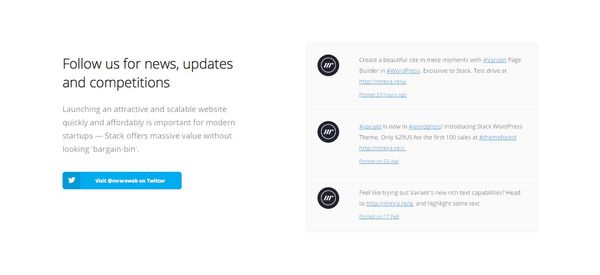 Follow us for news, updates
and competitions
Launching an attractive and scalable website
quickly and affordably is important for modern
startups — Stack offers massive value without
looking 'bargain-bin'.
Visit @mrareweb on Twitter
Create a beautiful site in mere moments with #Variant Page
Builder in #WordPress. Exclusive to Stack. Test drive at
http://mmra.re/u
Posted 23 hours ago
#variant is now in #wordpress! Introducing Stack WordPress
Theme. Only $29US for the first 100 sales at #themeforest
http://mmra.re/s
Posted on 03 Apr
Feel like trying out Variant's new rich text capabilities? Head
to http://mmra.re/q and highlight some text
Posted on 17 Feb